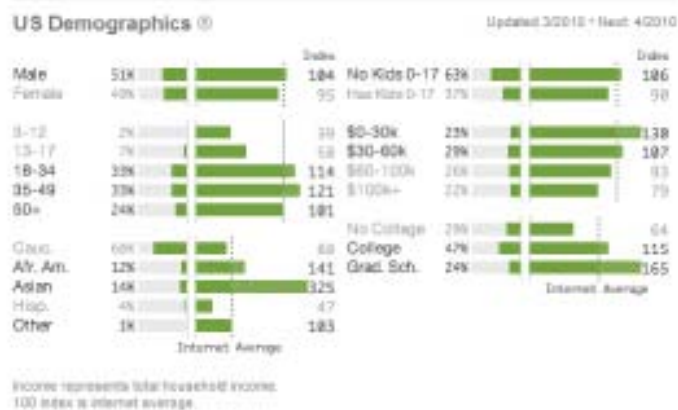 US Demographics
Updated 3/2010 • Next: 4/2010
Index
Male 51% 104
Female 49% 95
3-12 2%
13-17 7%
18-34 33% 114
35-49 33% 121
50+ 24% 101
Cauc. 68%
Afr. Am. 12% 141
Asian 14% 325
Hisp. 4% 47
Other 1% 103
Internet Average
Index
No Kids 0-17 63% 106
Has Kids 0-17 37% 90
$0-30k 23% 130
$30-60k 29% 107
$60-100k 26% 93
$100k+ 22% 79
No College 29% 64
College 47% 115
Grad. Sch. 24% 165
Internet Average
Income represents total household income.
100 index is internet average.